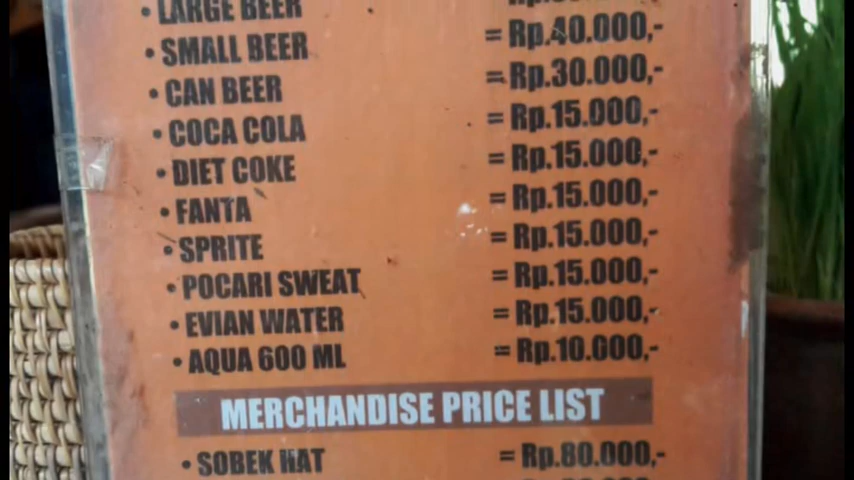 • LARGE BEER
• SMALL BEER = Rp.40.000,-
• CAN BEER = Rp.30.000,-
• COCA COLA = Rp.15.000,-
• DIET COKE = Rp.15.000,-
• FANTA = Rp.15.000,-
• SPRITE = Rp.15.000,-
• POCARI SWEAT = Rp.15.000,-
• EVIAN WATER = Rp.15.000,-
• AQUA 600 ML = Rp.10.000,-
MERCHANDISE PRICE LIST
• SOBEK HAT = Rp.80.000,-